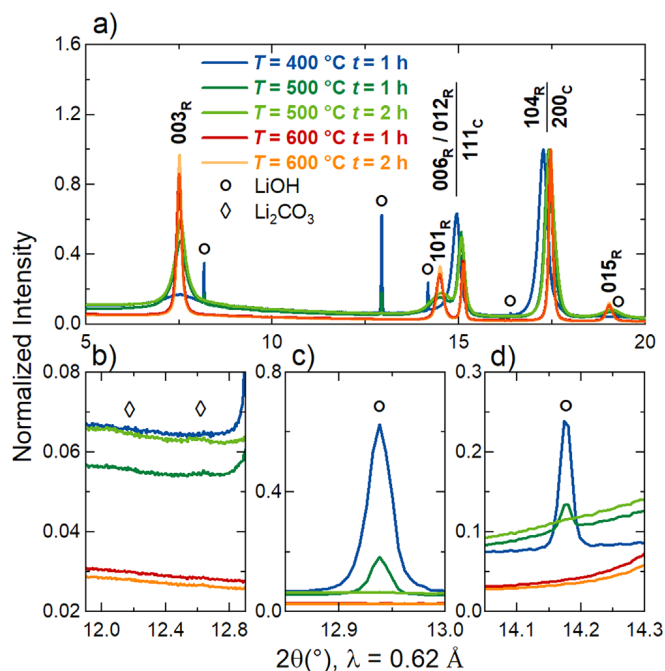 a)
1.6
1.2
0.8
0.4
0.0
T = 400 °C t = 1 h
T = 500 °C t = 1 h
T = 500 °C t = 2 h
T = 600 °C t = 1 h
T = 600 °C t = 2 h
LiOH
Li₂CO₃
003R
101R
006R / 012R
111C
104R
200C
015R
5 10 15 20
Normalized Intensity
b)
0.08
0.06
0.04
0.02
12.0 12.4 12.8
c)
0.8
0.4
0.0
12.9 13.0
d)
0.3
0.2
0.1
0.0
14.1 14.2 14.3
2θ(°), λ = 0.62 Å